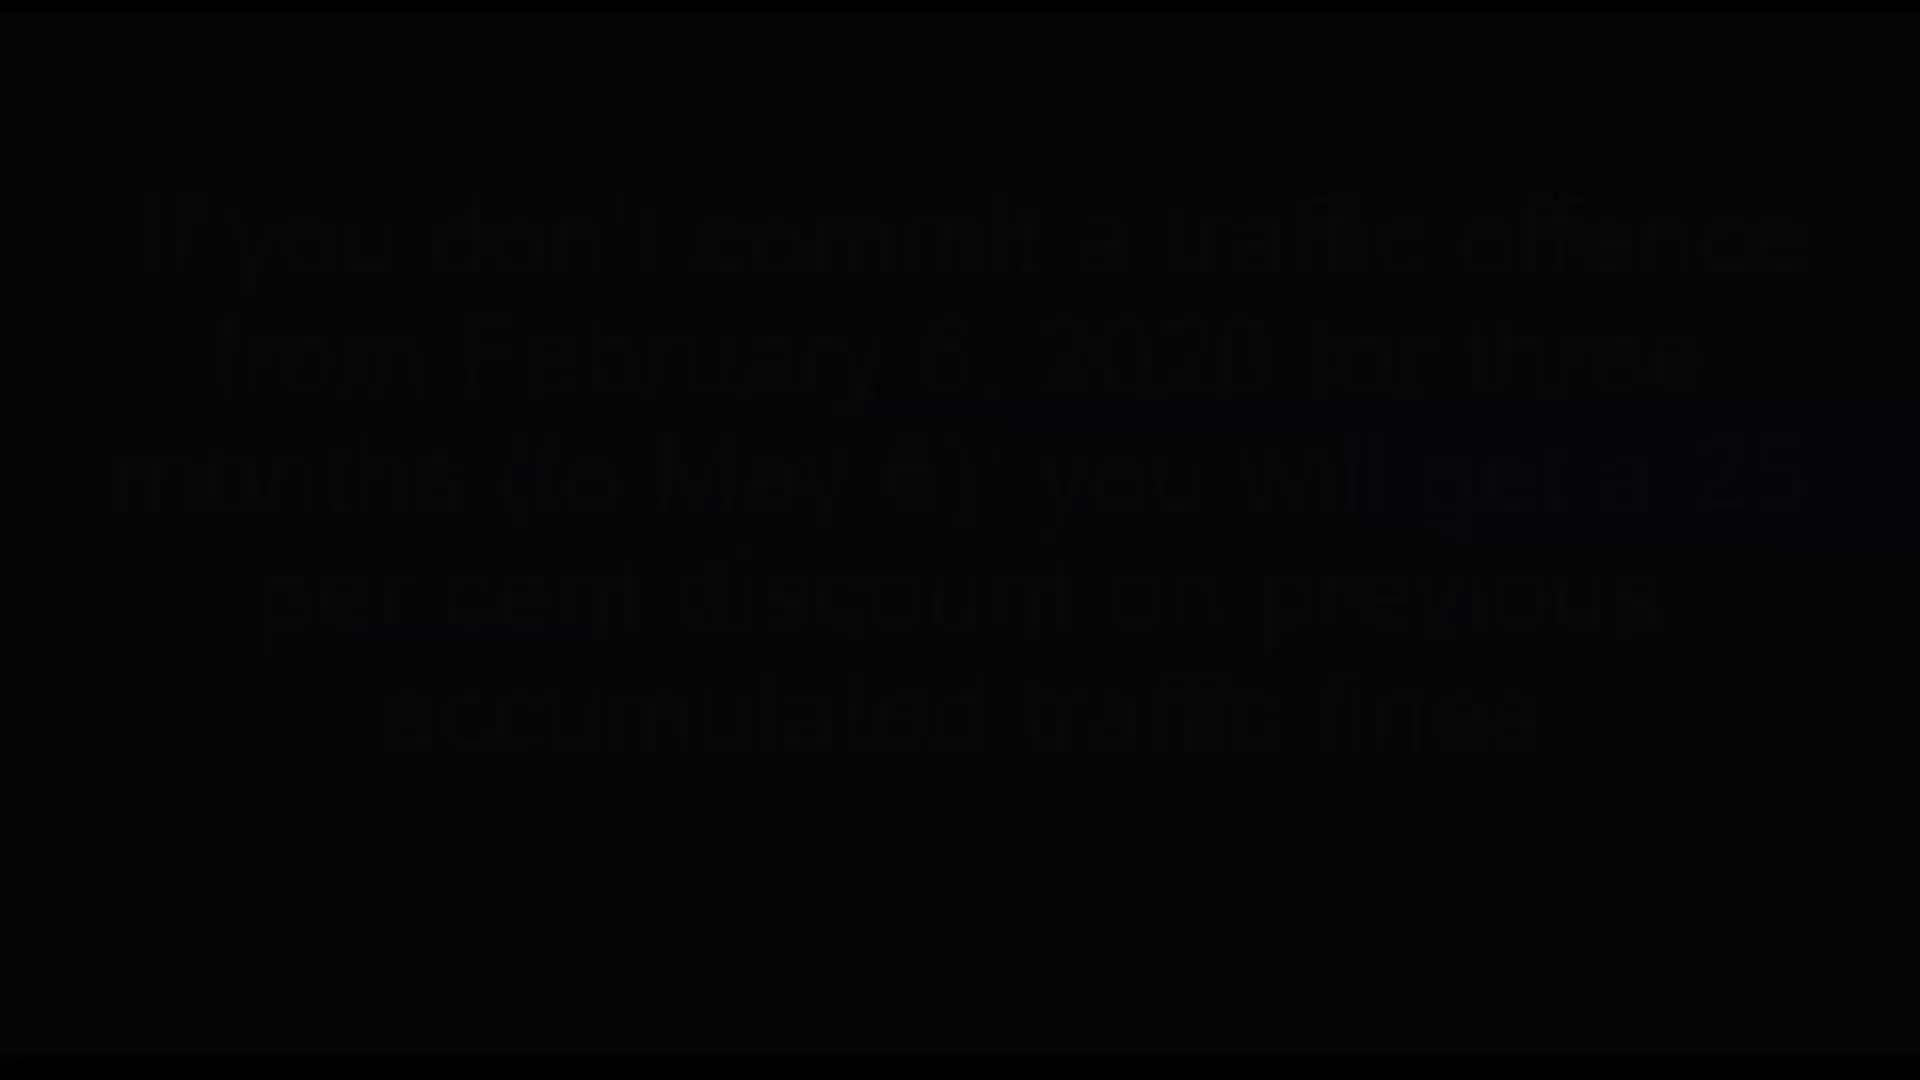 If you don't commit a traffic offence
from February 6, 2020 for three
months (to May 6)' you will get a 25
per cent discount on previous
accumulated traffic fines